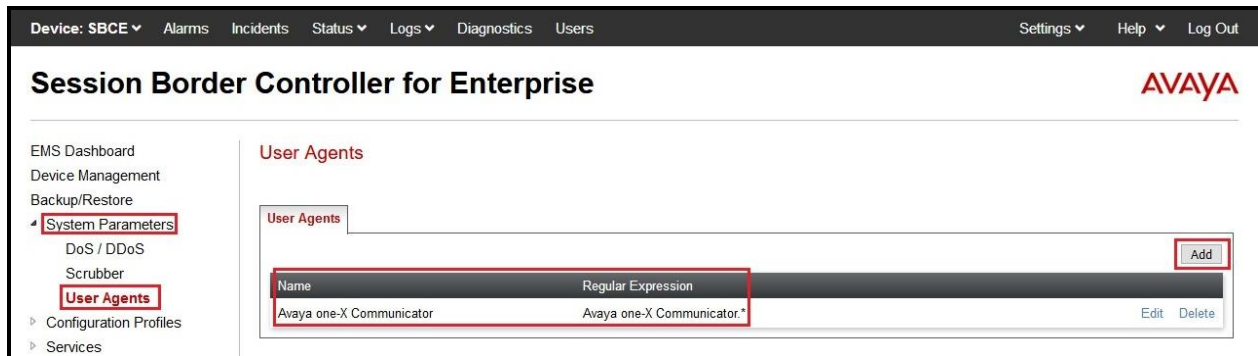 Device: SBCE Alarms Incidents Status Logs Diagnostics Users Settings Help Log Out
Session Border Controller for Enterprise AVAYA
EMS Dashboard
Device Management
Backup/Restore
System Parameters
DoS / DDoS
Scrubber
User Agents
Configuration Profiles
Services
User Agents
User Agents
Add
Name Regular Expression
Avaya one-X Communicator Avaya one-X Communicator.* Edit Delete